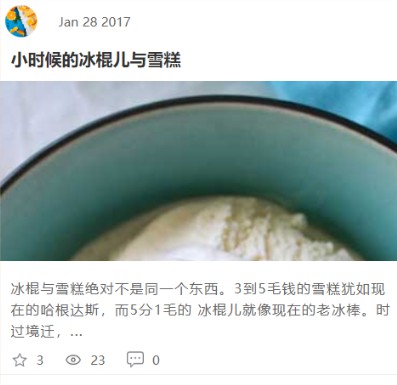 Jan 28 2017
小时候的冰棍儿与雪糕
冰棍与雪糕绝对不是同一个东西。3到5毛钱的雪糕犹如现
在的哈根达斯，而5分1毛的 冰棍儿就像现在的老冰棒。时
过境迁，...
3 23 0